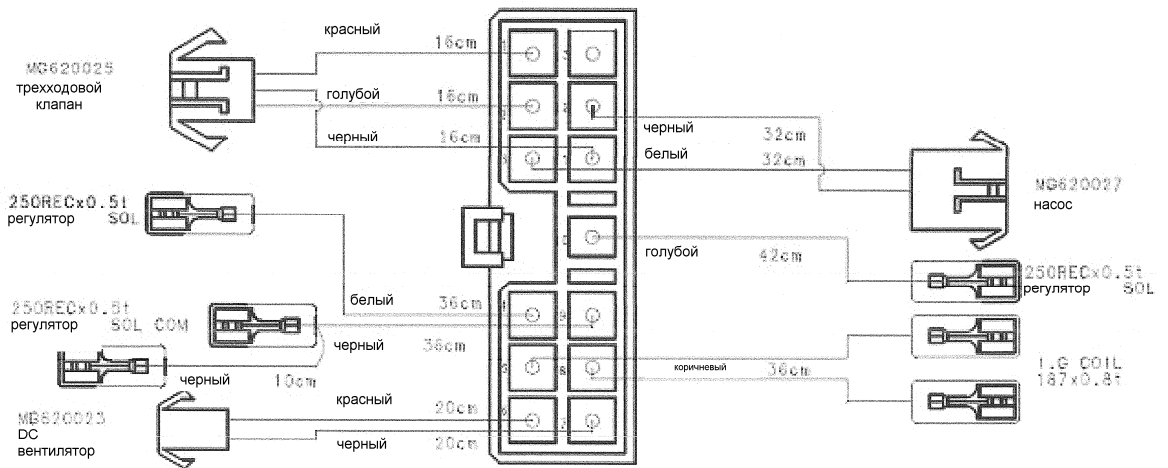 красный
16cm
MG620025
трехходовой
клапан
голубой
16cm
черный
16cm
черный
32cm
белый
32cm
MG620027
насос
250RECx0.5t
регулятор SOL
голубой
42cm
250RECx0.5t
регулятор SOL
белый
36cm
250RECx0.5t
регулятор SOL COM
черный
36cm
черный
10cm
коричневый
36cm
I.G COIL
187x0.8t
красный
20cm
MG620023
DC
вентилятор
черный
20cm